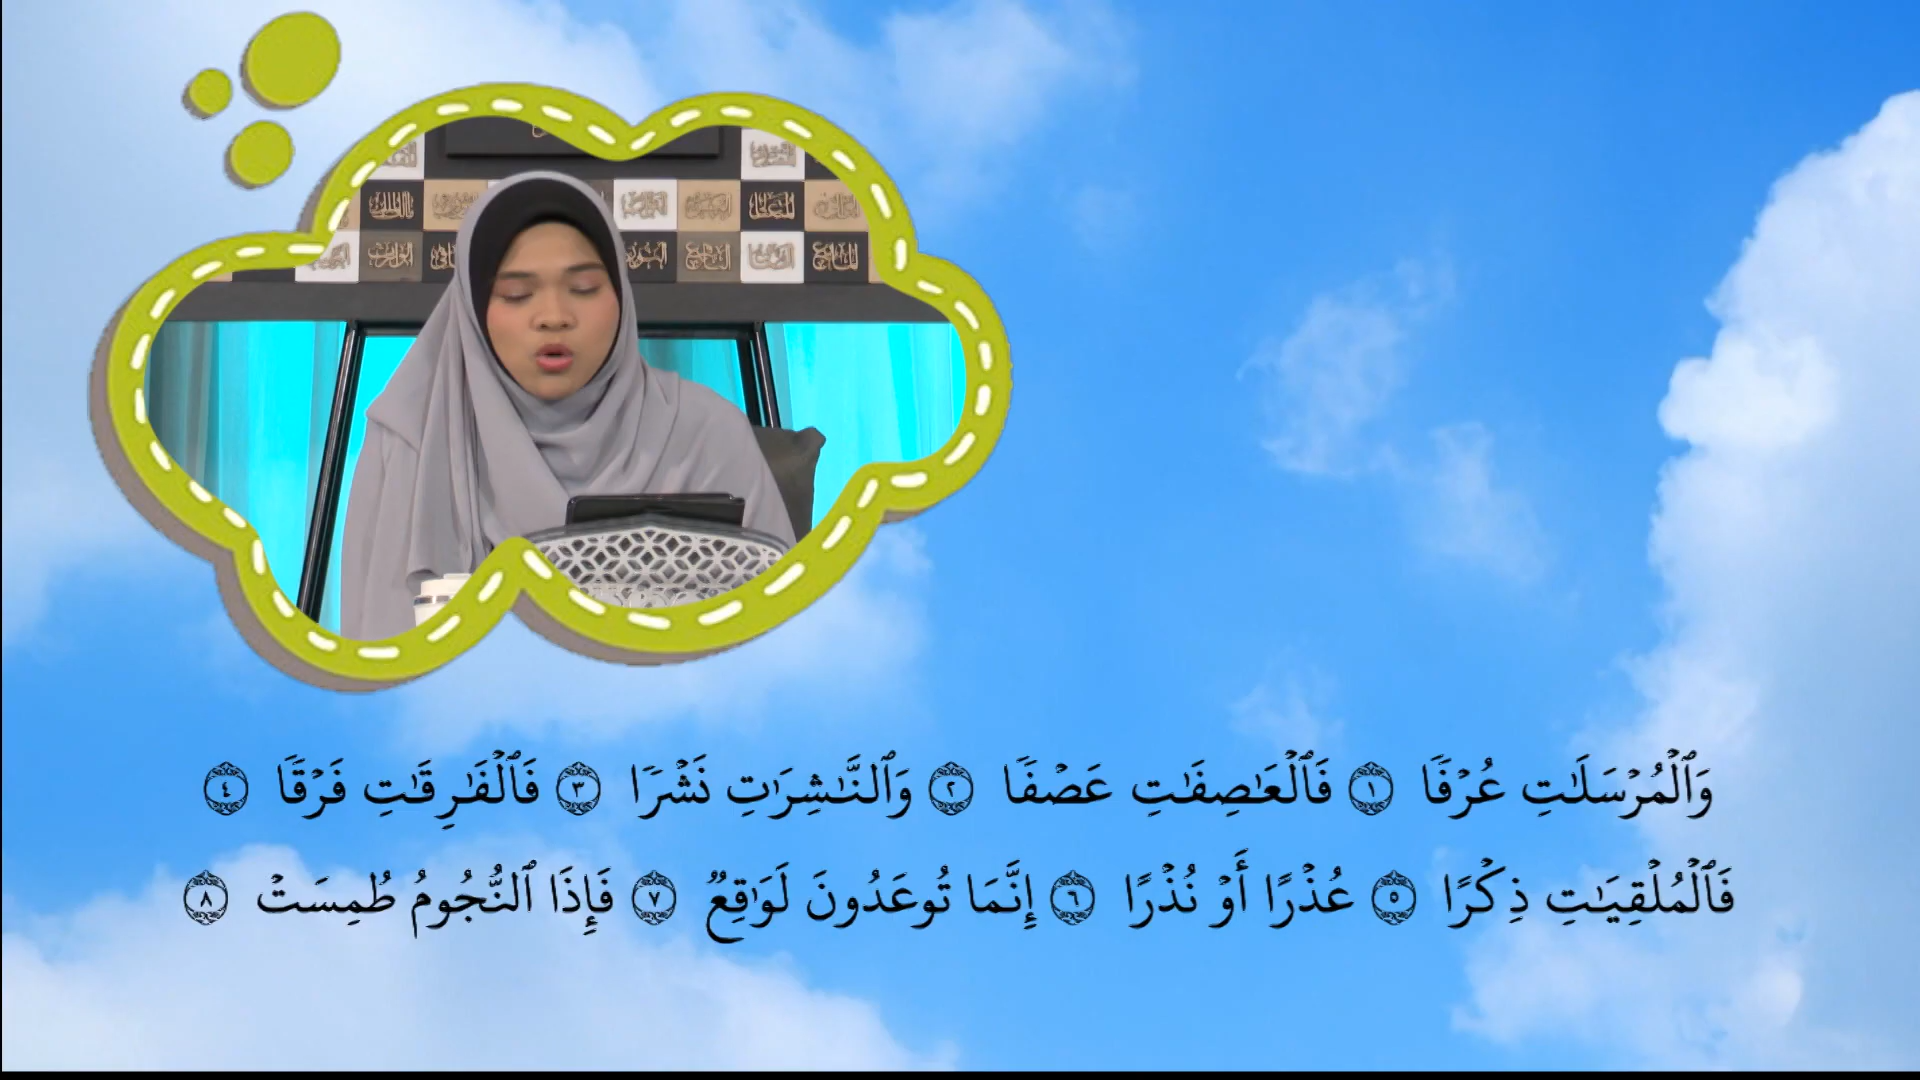 وَٱلْمُرْسَلَـٰتِ عُرْفًا ١ فَٱلْعَـٰصِفَـٰتِ عَصْفًا ٢ وَٱلنَّـٰشِرَٰتِ نَشْرًا ٣ فَٱلْفَـٰرِقَـٰتِ فَرْقًا ٤
فَٱلْمُلْقِيَـٰتِ ذِكْرًا ٥ عُذْرًا أَوْ نُذْرًا ٦ إِنَّمَا تُوعَدُونَ لَوَٰقِعٌ ٧ فَإِذَا ٱلنُّجُومُ طُمِسَتْ ٨